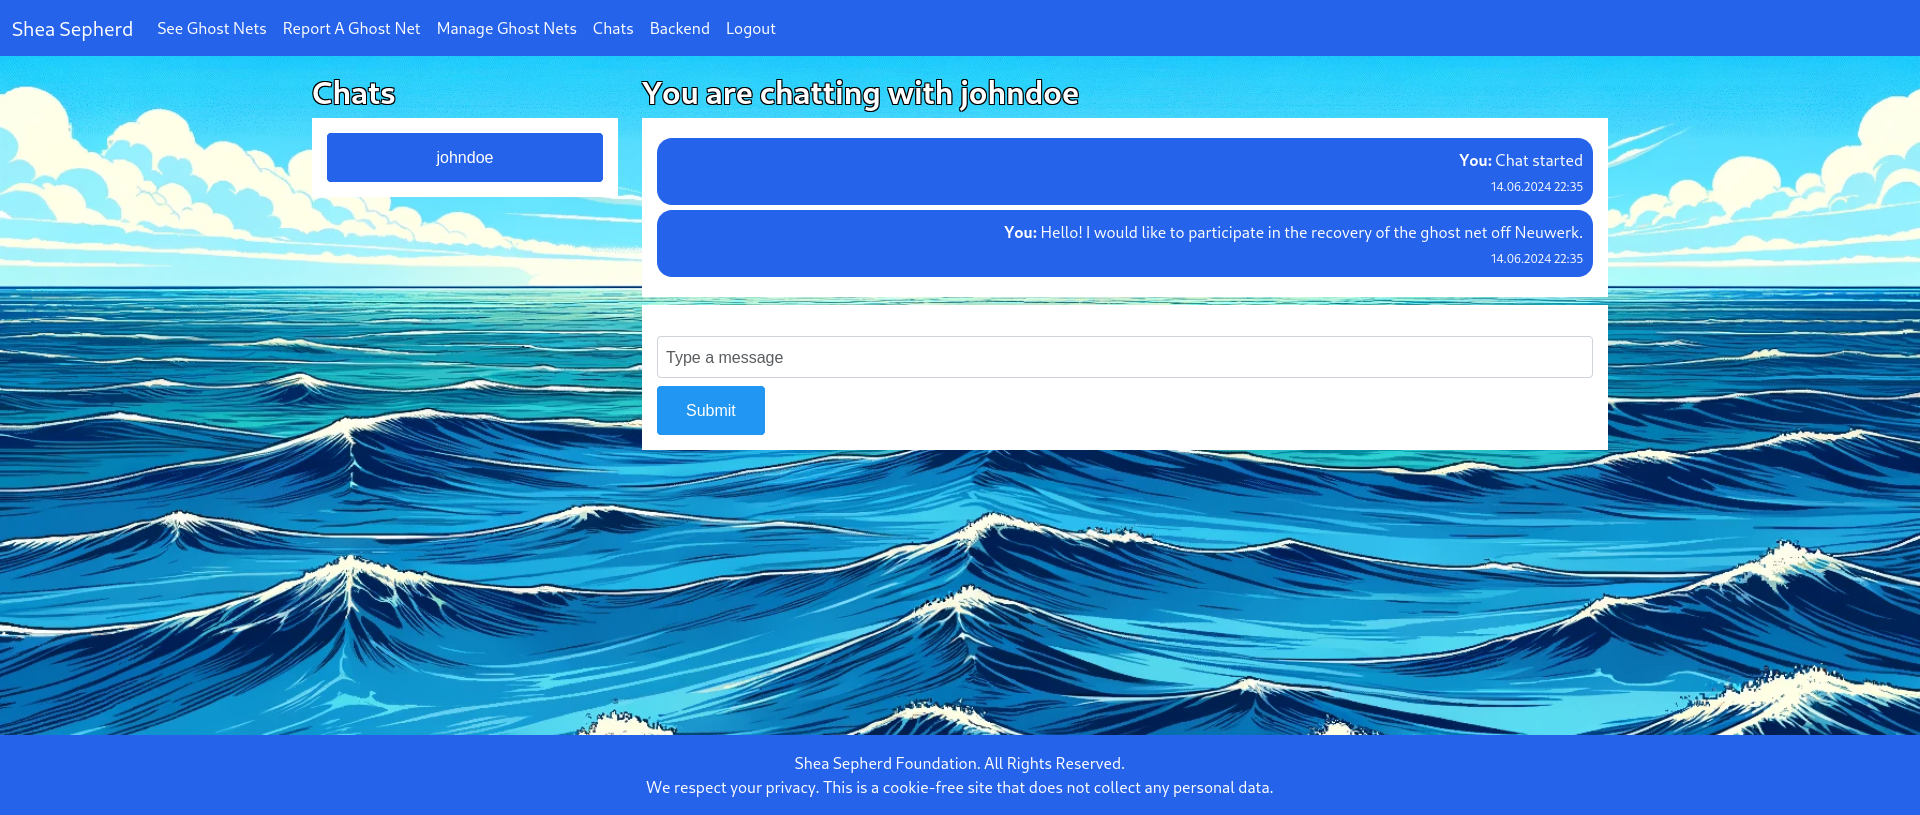 Shea Sepherd See Ghost Nets Report A Ghost Net Manage Ghost Nets Chats Backend Logout
Chats
johndoe
You are chatting with johndoe
You: Chat started
14.06.2024 22:35
You: Hello! I would like to participate in the recovery of the ghost net off Neuwerk.
14.06.2024 22:35
Type a message
Submit
Shea Sepherd Foundation. All Rights Reserved.
We respect your privacy. This is a cookie-free site that does not collect any personal data.